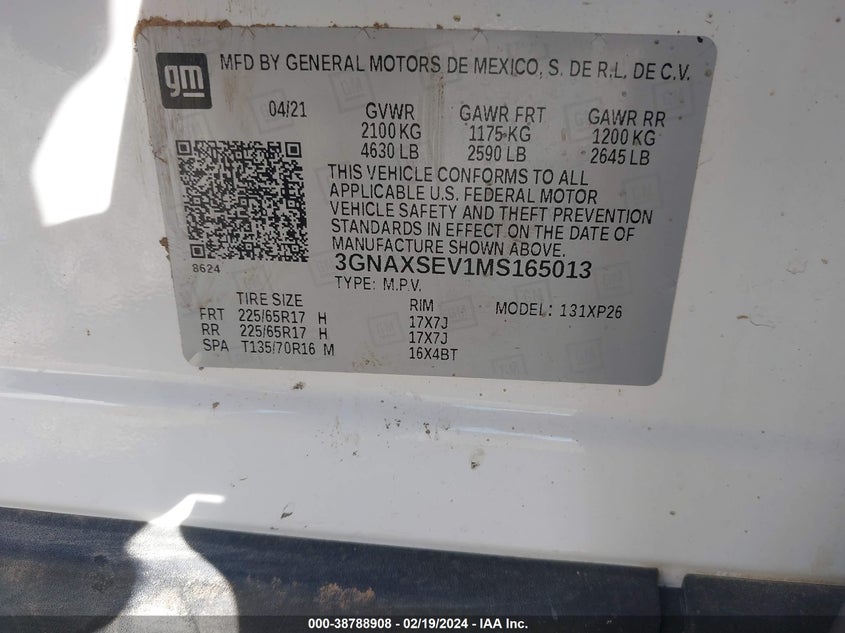 gm
MFD BY GENERAL MOTORS DE MEXICO, S. DE R.L. DE C.V.
04/21 GVWR GAWR FRT GAWR RR
2100 KG 1175 KG 1200 KG
4630 LB 2590 LB 2645 LB
THIS VEHICLE CONFORMS TO ALL
APPLICABLE U.S. FEDERAL MOTOR
VEHICLE SAFETY AND THEFT PREVENTION
STANDARDS IN EFFECT ON THE DATE OF
MANUFACTURE SHOWN ABOVE.
8624 3GNAXSEV1MS165013
TYPE: M.P.V.
TIRE SIZE RIM MODEL: 131XP26
FRT 225/65R17 H 17X7J
RR 225/65R17 H 17X7J
SPA T135/70R16 M 16X4BT
000-38788908 - 02/19/2024 - IAAI, Inc.